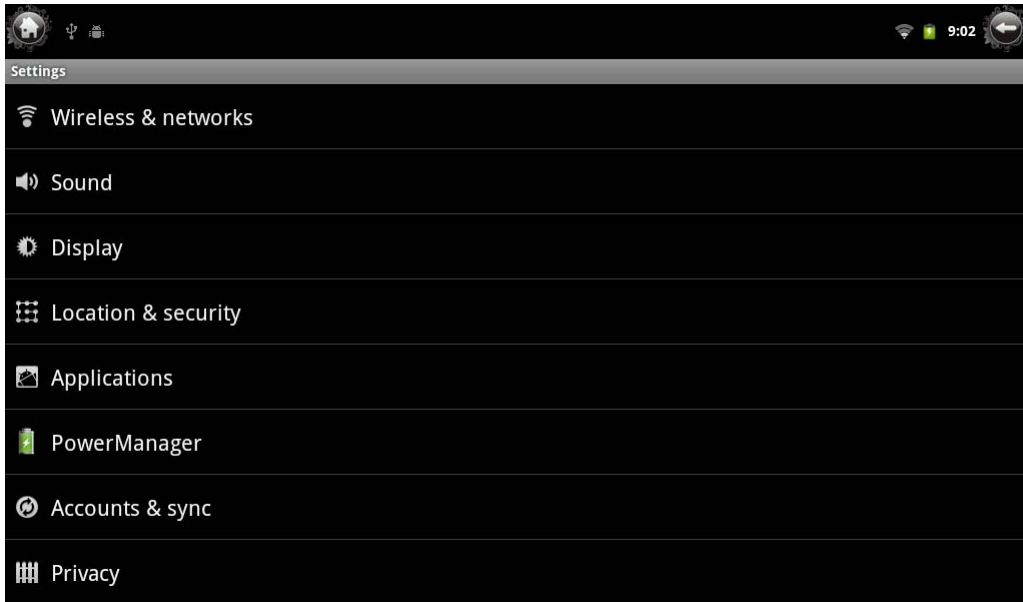 9:02
Settings
Wireless & networks
Sound
Display
Location & security
Applications
PowerManager
Accounts & sync
Privacy